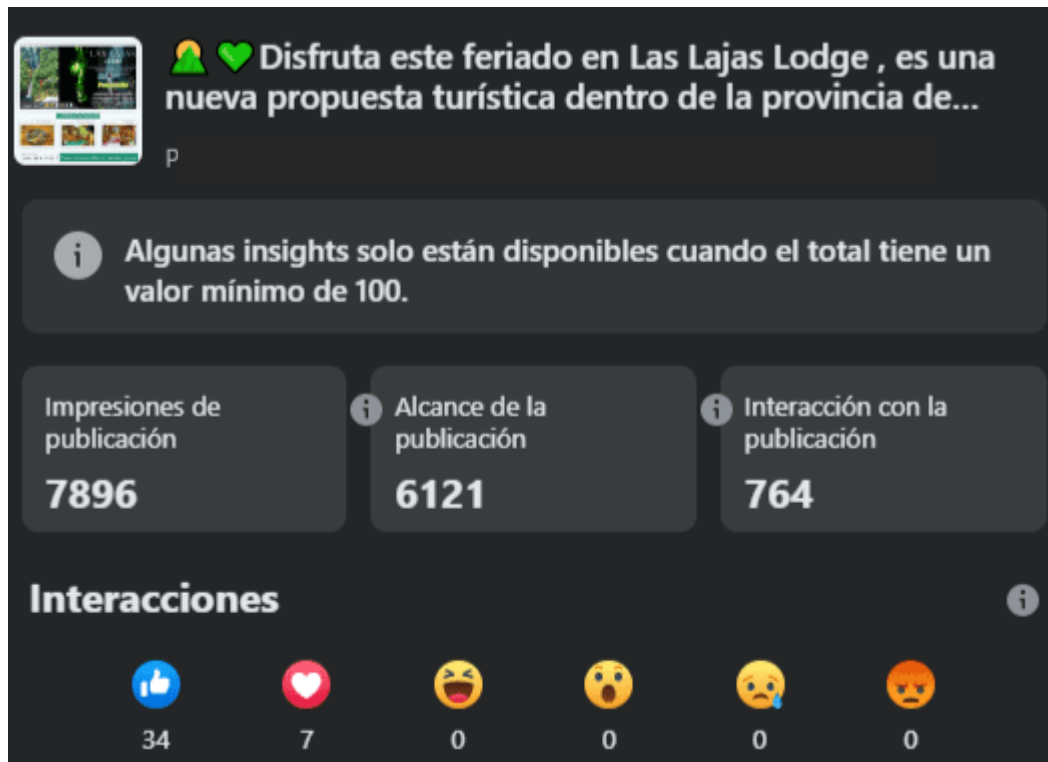 🌄 💚Disfruta este feriado en Las Lajas Lodge , es una
nueva propuesta turística dentro de la provincia de...
P
Algunas insights solo están disponibles cuando el total tiene un
valor mínimo de 100.
Impresiones de
publicación
7896
Alcance de la
publicación
6121
Interacción con la
publicación
764
Interacciones
34 7 0 0 0 0